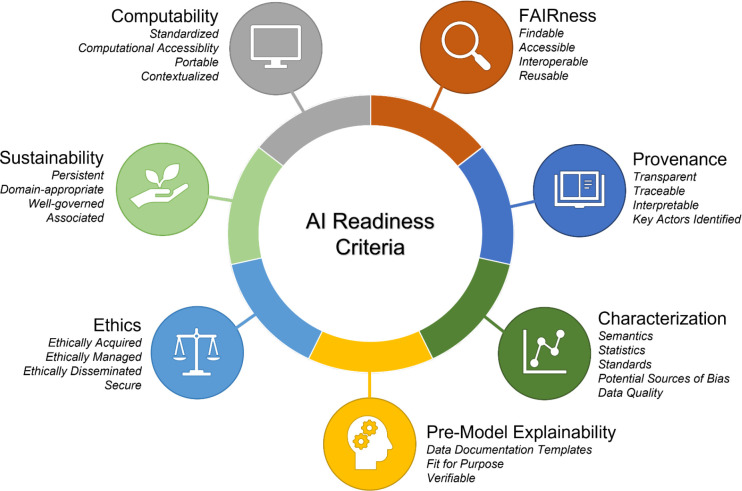 AI Readiness
Criteria
FAIRness
Findable
Accessible
Interoperable
Reusable
Provenance
Transparent
Traceable
Interpretable
Key Actors Identified
Characterization
Semantics
Statistics
Standards
Potential Sources of Bias
Data Quality
Pre-Model Explainability
Data Documentation Templates
Fit for Purpose
Verifiable
Ethics
Ethically Acquired
Ethically Managed
Ethically Disseminated
Secure
Sustainability
Persistent
Domain-appropriate
Well-governed
Associated
Computability
Standardized
Computational Accessiblity
Portable
Contextualized